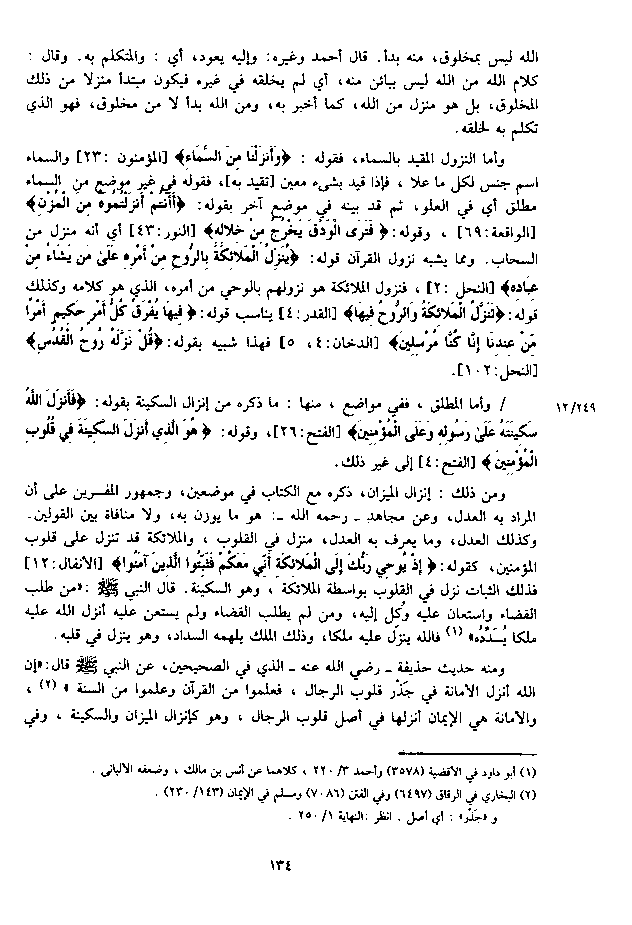 الله ليس بمخلوق، منه بدأ. قال أحمد وغيره: وإليه يعود، أي : والمتكلم به. وقال :
كلام الله من الله ليس ببائن منه، أي لم يخلقه في غيره فيكون مبتدأ منزلا من ذلك
المخلوق، بل هو منزل من الله، كما أخبر به، ومن الله بدأ لا من مخلوق، فهو الذي
تكلم به لخلقه.
وأما النزول المقيد بالسماء، فقوله : ﴿وَأَنزَلْنَا مِنَ السَّمَاءِ﴾ [المؤمنون : ٢٣] والسماء
اسم جنس لكل ما علا ، فإذا قيد بشيء معين [تقيد به]، فقوله في غير موضع من السماء
مطلق أي في العلو، ثم قد بينه في موضع آخر بقوله: ﴿أَأَنتُمْ أَنزَلْتُمُوهُ مِنَ الْمُزْنِ﴾
[الواقعة:٦٩] ، وقوله: ﴿ فَتَرَى الْوَدْقَ يَخْرُجُ مِنْ خِلَالِهِ﴾ [النور:٤٣] أي أنه منزل من
السحاب. ومما يشبه نزول القرآن قوله: ﴿يُنَزِّلُ الْمَلائِكَةَ بِالرُّوحِ مِنْ أَمْرِهِ عَلَىٰ مَن يَشَاءُ مِنْ
عِبَادِهِ﴾ [النحل :٢] ، فنزول الملائكة هو نزولهم بالوحي من أمره، الذي هو كلامه وكذلك
قوله:﴿تَنَزَّلُ الْمَلائِكَةُ وَالرُّوحُ فِيهَا﴾ [القدر:٤] يناسب قوله: ﴿ فِيهَا يُفْرَقُ كُلُّ أَمْرٍ حَكِيمٍ أَمْرًا
مِّنْ عِندِنَا إِنَّا كُنَّا مُرْسِلِينَ﴾ [الدخان:٤، ٥] فهذا شبيه بقوله: ﴿قُلْ نَزَّلَهُ رُوحُ الْقُدُسِ﴾
[النحل:١٠٢].
١٢/٢٤٩ / وأما المطلق ، ففي مواضع ، منها : ما ذكره من إنزال السكينة بقوله: ﴿فَأَنزَلَ اللَّهُ
سَكِينَتَهُ عَلَىٰ رَسُولِهِ وَعَلَى الْمُؤْمِنِينَ﴾ [الفتح:٢٦]، وقوله: ﴿ هُوَ الَّذِي أَنزَلَ السَّكِينَةَ فِي قُلُوبِ
الْمُؤْمِنِينَ ﴾ [الفتح:٤] إلى غير ذلك.
ومن ذلك : إنزال الميزان، ذكره مع الكتاب في موضعين، وجمهور المفسرين على أن
المراد به العدل، وعن مجاهد ـ رحمه الله ـ: هو ما يوزن به، ولا منافاة بين القولين.
وكذلك العدل، وما يعرف به العدل، منزل في القلوب ، والملائكة قد تنزل على قلوب
المؤمنين، كقوله: ﴿ إِذْ يُوحِي رَبُّكَ إِلَى الْمَلائِكَةِ أَنِّي مَعَكُمْ فَثَبِّتُوا الَّذِينَ آمَنُوا﴾ [الأنفال:١٢]
فذلك الثبات نزل في القلوب بواسطة الملائكة ، وهو السكينة. قال النبي ﷺ :«من طلب
القضاء واستعان عليه وُكل إليه، ومن لم يطلب القضاء ولم يستعن عليه أنزل الله عليه
ملكا يُسَدِّدُه» (١) فالله ينزل عليه ملكا، وذلك الملك يلهمه السداد، وهو ينزل في قلبه.
ومنه حديث حذيفة ـ رضي الله عنه ـ الذي في الصحيحين، عن النبي ﷺ قال:«إن
الله أنزل الأمانة في جَذْر قلوب الرجال ، فعلموا من القرآن وعلموا من السنة » (٢) ،
والأمانة هي الإيمان أنزلها في أصل قلوب الرجال ، وهو كإنزال الميزان والسكينة ، وفي
(١) أبو داود في الأقضية (٣٥٧٨) وأحمد ٣/ ٢٢٠ ، كلاهما عن أنس بن مالك ، وضعفه الألبانى .
(٢) البخاري في الرقاق (٦٤٩٧) وفي الفتن (٧٠٨٦) ومسلم في الإيمان (١٤٣/ ٢٣٠) .
و «جَذْر» : أي أصل . انظر :النهاية ١/ ٢٥٠ .
١٣٤